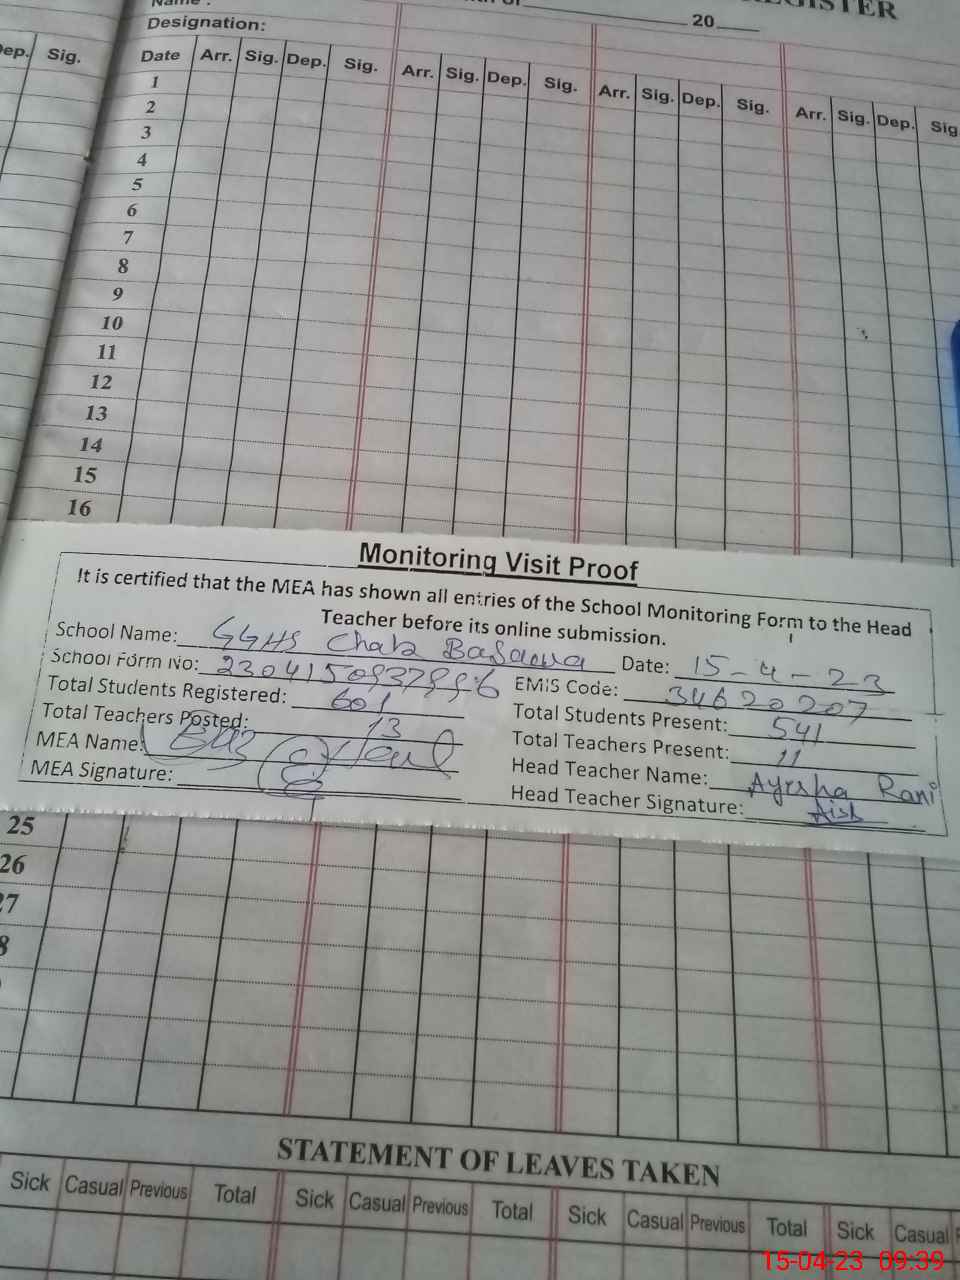 REGISTER
Name :
20
Designation:
Dep. Sig.
Date Arr. Sig. Dep. Sig. Arr. Sig. Dep. Sig. Arr. Sig. Dep. Sig. Arr. Sig. Dep. Sig
1
2
3
4
5
6
7
8
9
10
11
12
13
14
15
16
Monitoring Visit Proof
It is certified that the MEA has shown all entries of the School Monitoring Form to the Head
Teacher before its online submission.
School Name: GGHS Chak Date: 15-4-23
School Form No: EMIS Code: 34620207
Total Students Registered: 601 Total Students Present: 541
Total Teachers Posted: 13 Total Teachers Present: 11
MEA Name: Head Teacher Name: Ayesha Rani
MEA Signature: Head Teacher Signature:
25
26
27
8
STATEMENT OF LEAVES TAKEN
Sick Casual Previous Total Sick Casual Previous Total Sick Casual Previous Total Sick Casual
15-04-23 09:39